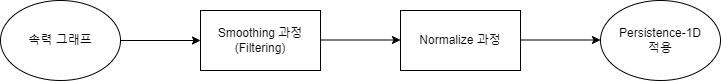 속력 그래프
Smoothing 과정
(Filtering)
Normalize 과정
Persistence-1D
적용